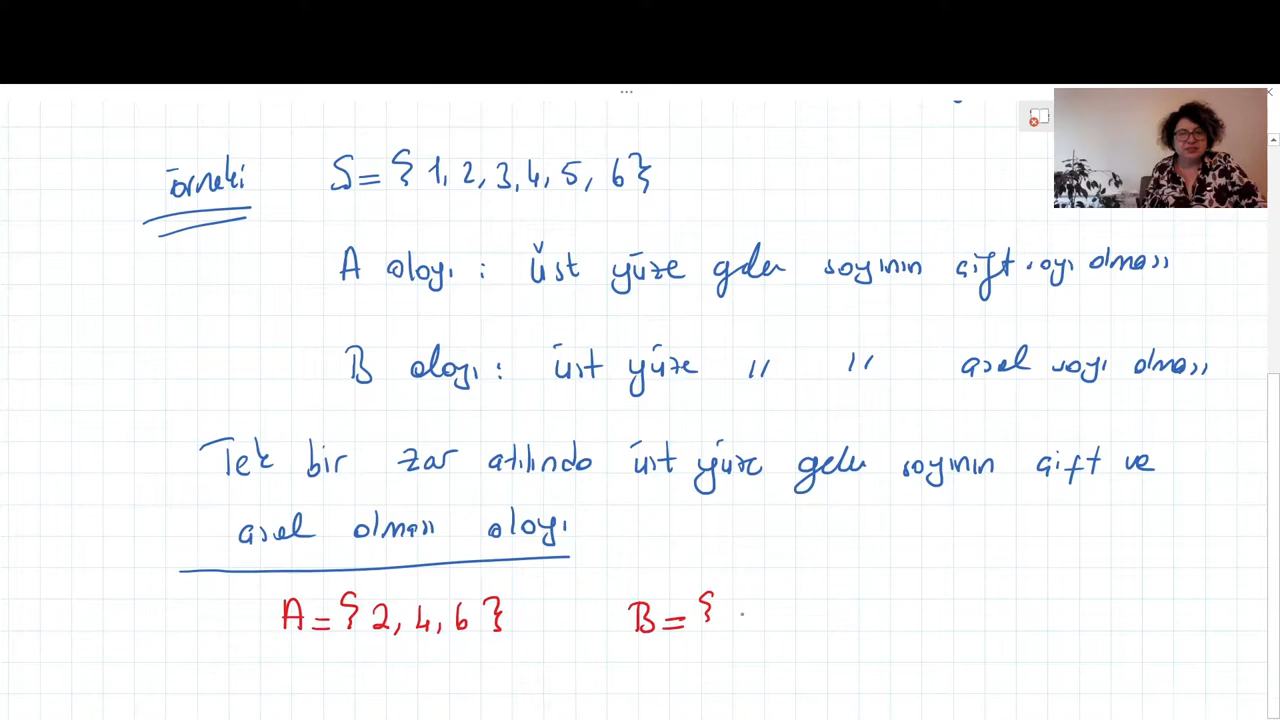 örneki S = { 1, 2, 3, 4, 5, 6 }
A olayı : üst yüze gelen sayının çift sayı olması
B olayı : üst yüze " " asal sayı olması
Tek bir zar atılında üst yüze gelen sayının çift ve
asal olması olayı
A = { 2, 4, 6 } B = {